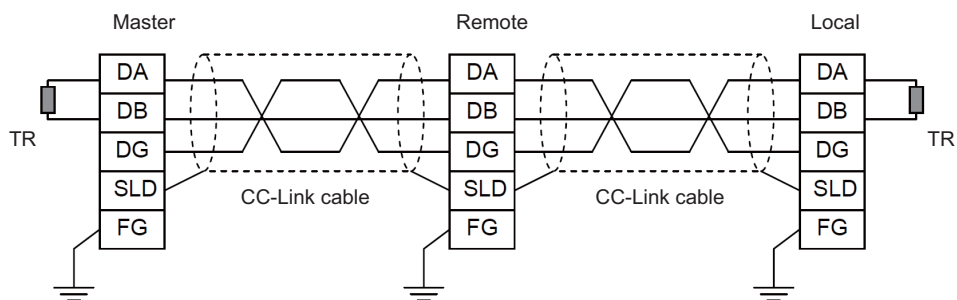 Master
Remote
Local
DA
DB
DG
SLD
FG
TR
CC-Link cable
DA
DB
DG
SLD
FG
CC-Link cable
DA
DB
DG
SLD
FG
TR